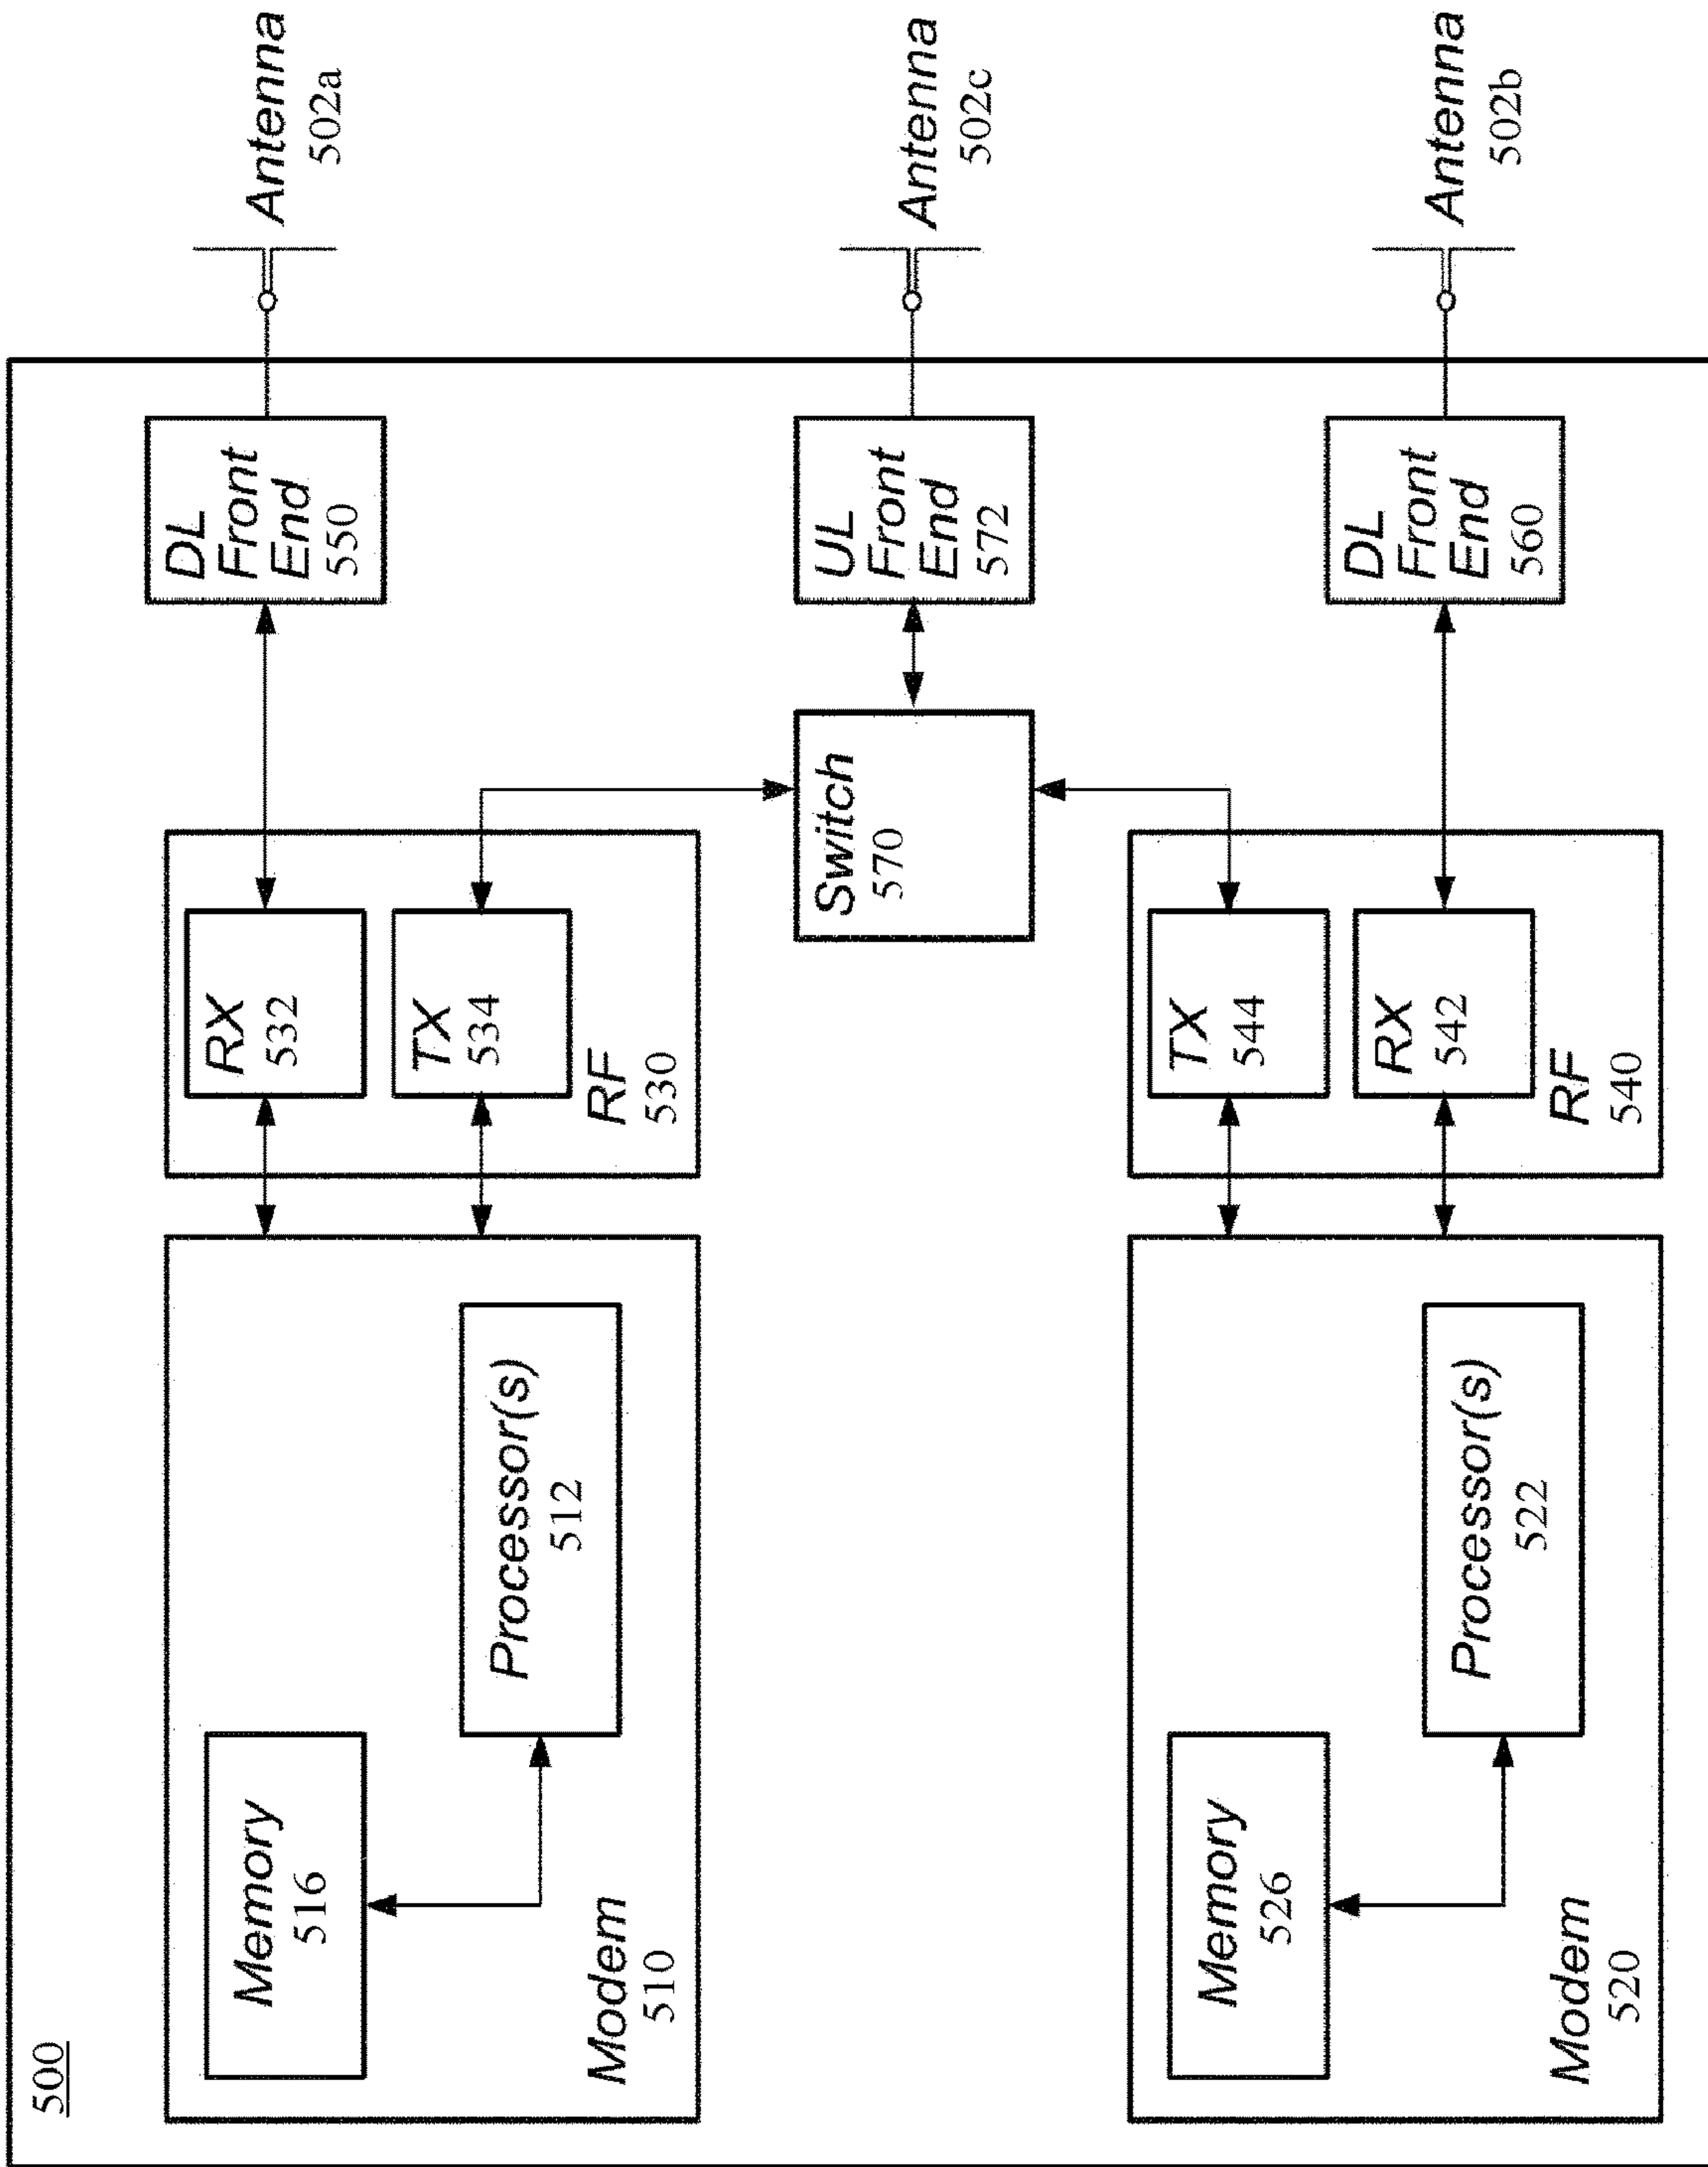 500
Memory
516
Processor(s)
512
Modem
510
RX
532
TX
534
RF
530
DL
Front
End
550
Antenna
502a
Switch
570
UL
Front
End
572
Antenna
502c
Memory
526
Processor(s)
522
Modem
520
TX
544
RX
542
RF
540
DL
Front
End
560
Antenna
502b